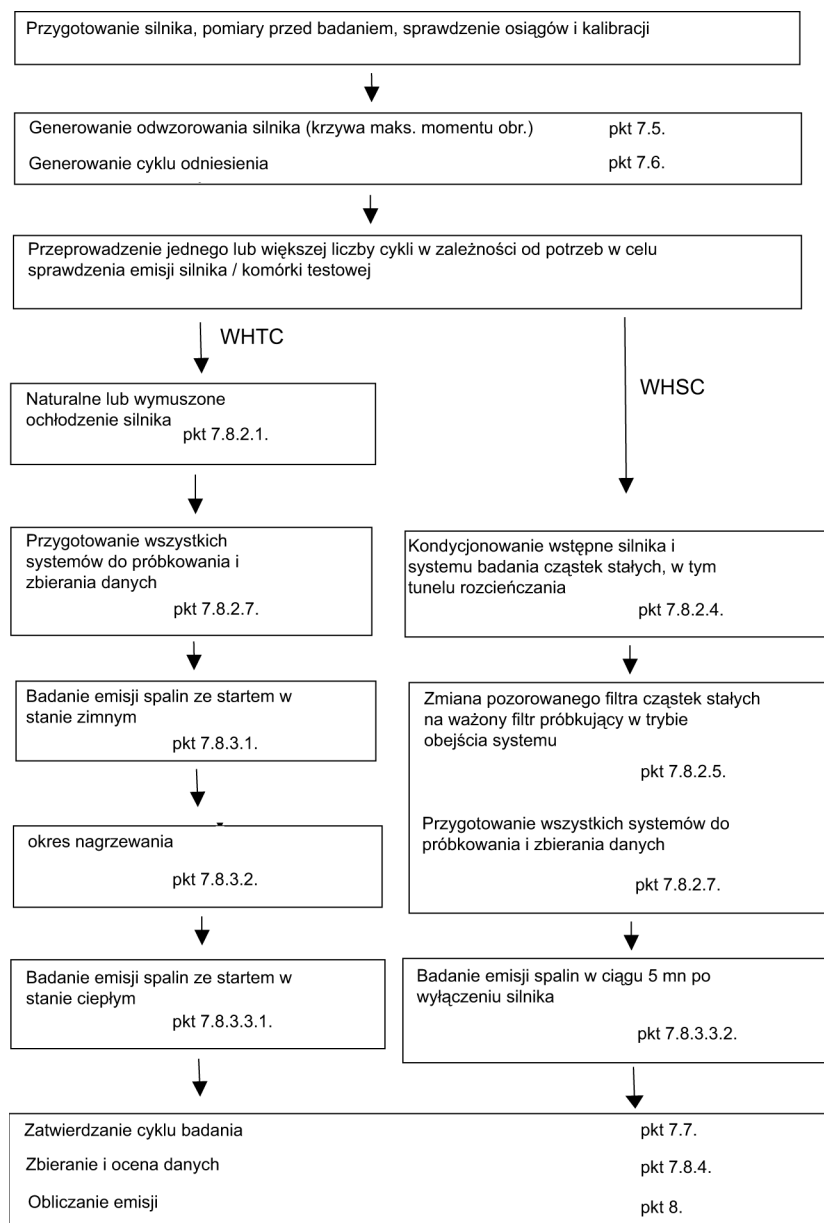 Przygotowanie silnika, pomiary przed badaniem, sprawdzenie osiągów i kalibracji
Generowanie odwzorowania silnika (krzywa maks. momentu obr.) pkt 7.5.
Generowanie cyklu odniesienia pkt 7.6.
Przeprowadzenie jednego lub większej liczby cykli w zależności od potrzeb w celu
sprawdzenia emisji silnika / komórki testowej
WHTC
Naturalne lub wymuszone
ochłodzenie silnika
pkt 7.8.2.1.
Przygotowanie wszystkich
systemów do próbkowania i
zbierania danych
pkt 7.8.2.7.
Badanie emisji spalin ze startem w
stanie zimnym
pkt 7.8.3.1.
okres nagrzewania
pkt 7.8.3.2.
Badanie emisji spalin ze startem w
stanie ciepłym
pkt 7.8.3.3.1.
WHSC
Kondycjonowanie wstępne silnika i
systemu badania cząstek stałych, w tym
tunelu rozcieńczania
pkt 7.8.2.4.
Zmiana pozorowanego filtra cząstek stałych
na ważony filtr próbkujący w trybie
obejścia systemu
pkt 7.8.2.5.
Przygotowanie wszystkich systemów do
próbkowania i zbierania danych
pkt 7.8.2.7.
Badanie emisji spalin w ciągu 5 mn po
wyłączeniu silnika
pkt 7.8.3.3.2.
Zatwierdzanie cyklu badania pkt 7.7.
Zbieranie i ocena danych pkt 7.8.4.
Obliczanie emisji pkt 8.